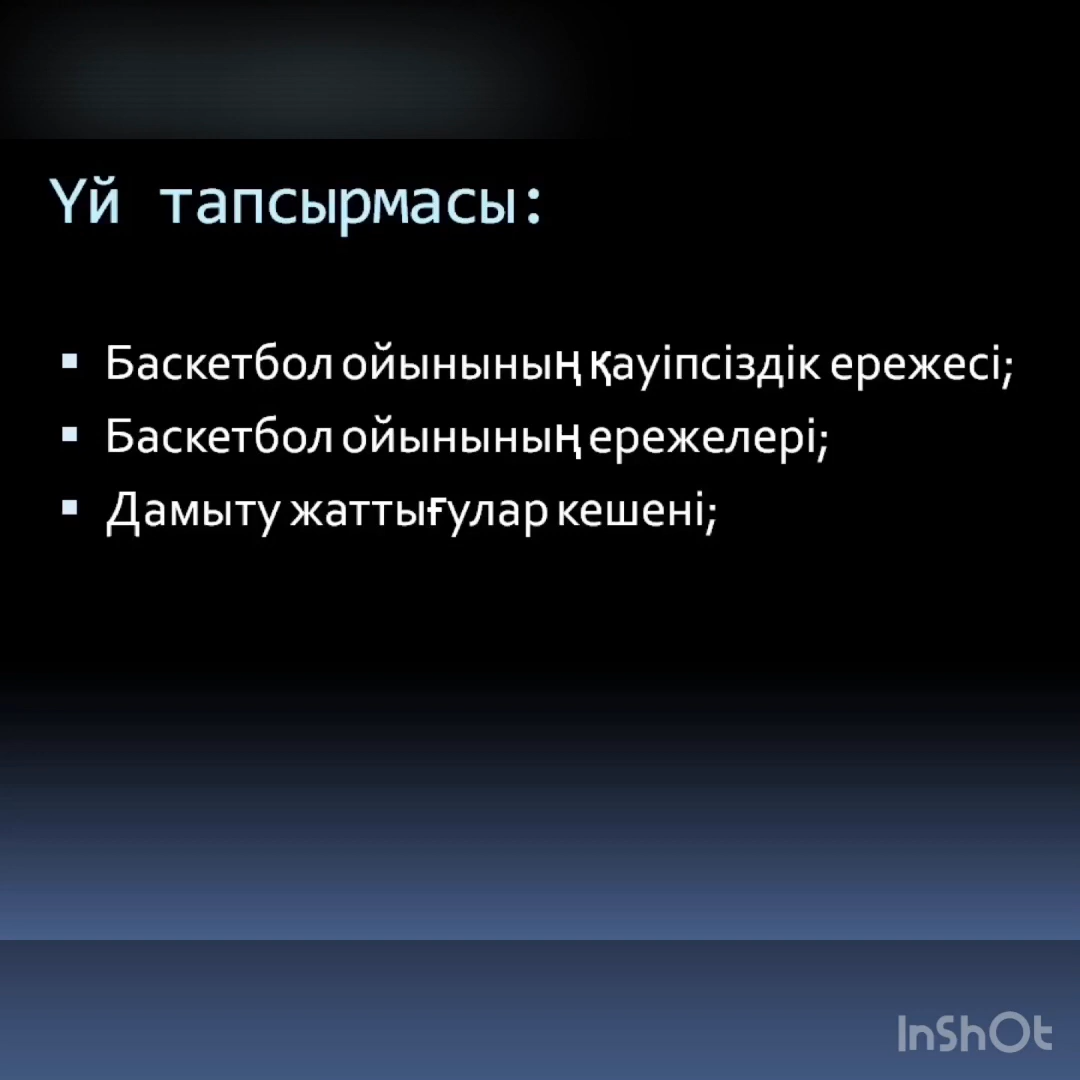 Үй тапсырмасы:
Баскетбол ойынының қауіпсіздік ережесі;
Баскетбол ойынының ережелері;
Дамыту жаттығулар кешені;
InShOt